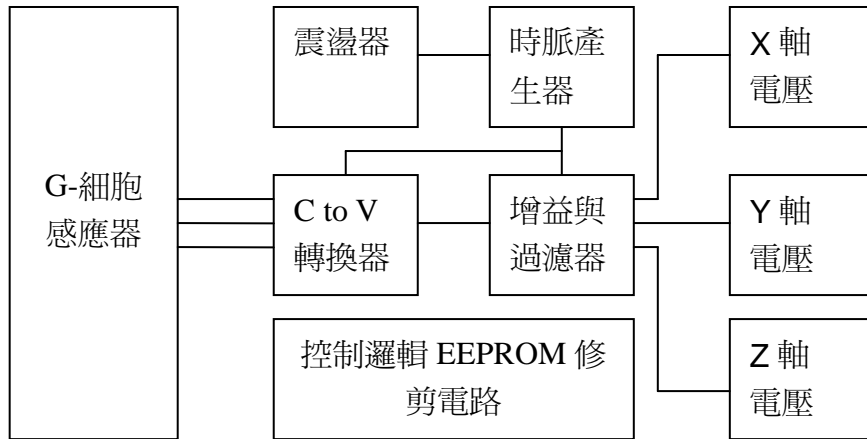 震盪器
時脈產
生器
X 軸
電壓
G-細胞
感應器
C to V
轉換器
增益與
過濾器
Y 軸
電壓
控制邏輯 EEPROM 修
剪電路
Z 軸
電壓